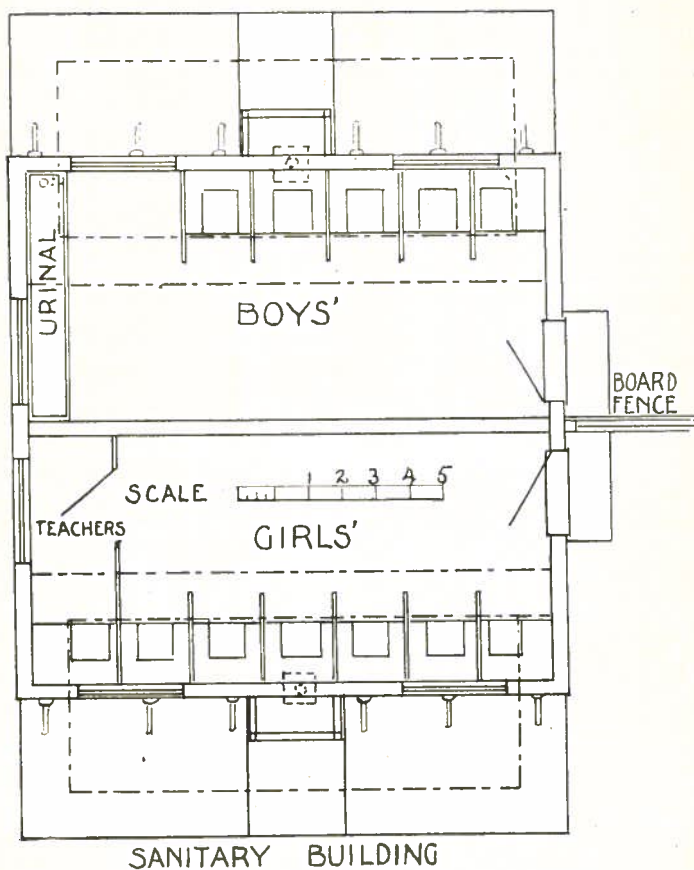 URINAL
BOYS'
BOARD
FENCE
SCALE 1 2 3 4 5
TEACHERS
GIRLS'
SANITARY BUILDING